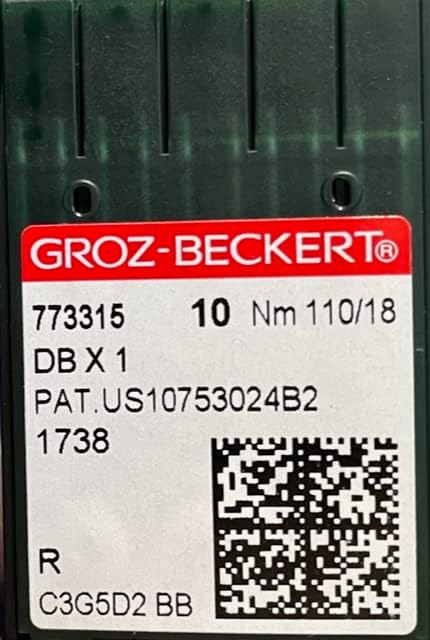 GROZ-BECKERT®
773315 10 Nm 110/18
DB X 1
PAT.US10753024B2
1738
R
C3G5D2 BB